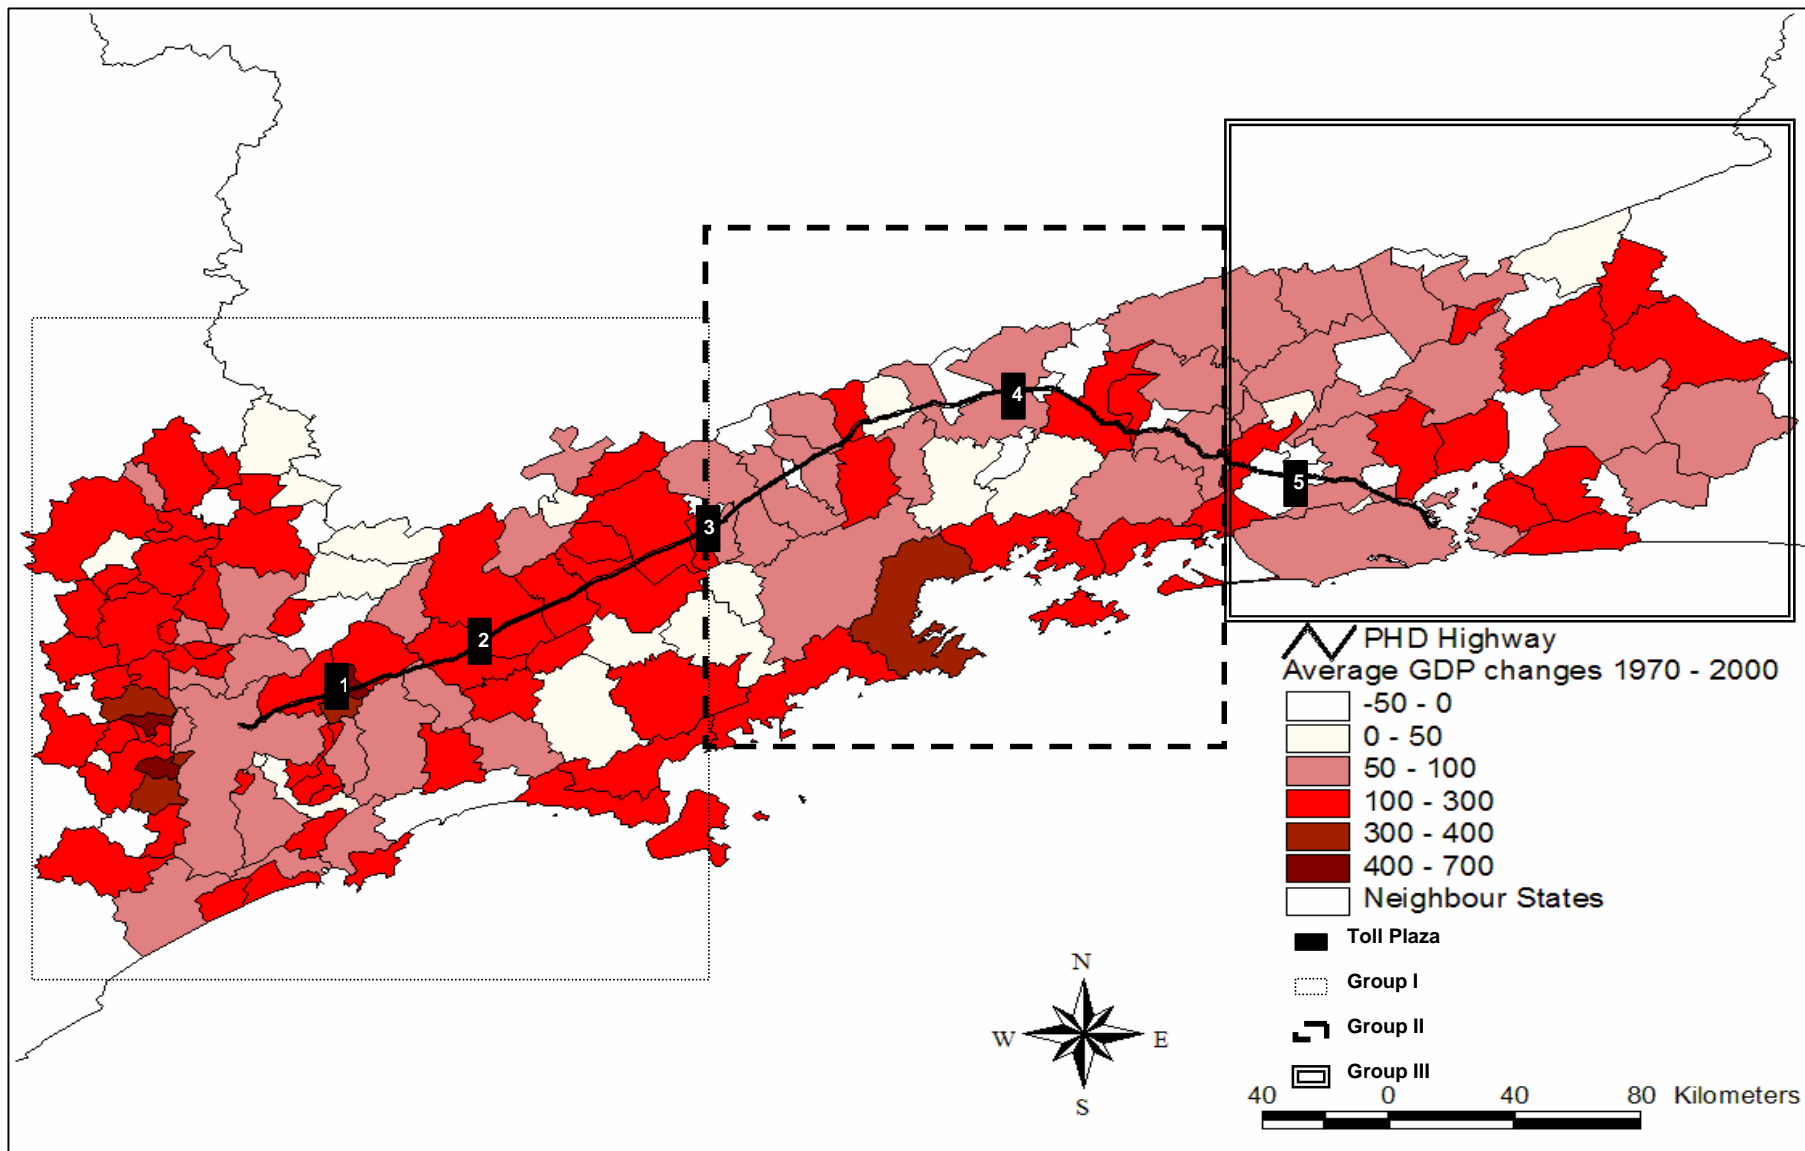 4
3
5
2
1
PHD Highway
Average GDP changes 1970 - 2000
-50 - 0
0 - 50
50 - 100
100 - 300
300 - 400
400 - 700
Neighbour States
Toll Plaza
Group I
Group II
Group III
N
W E
S
40 0 40 80 Kilometers